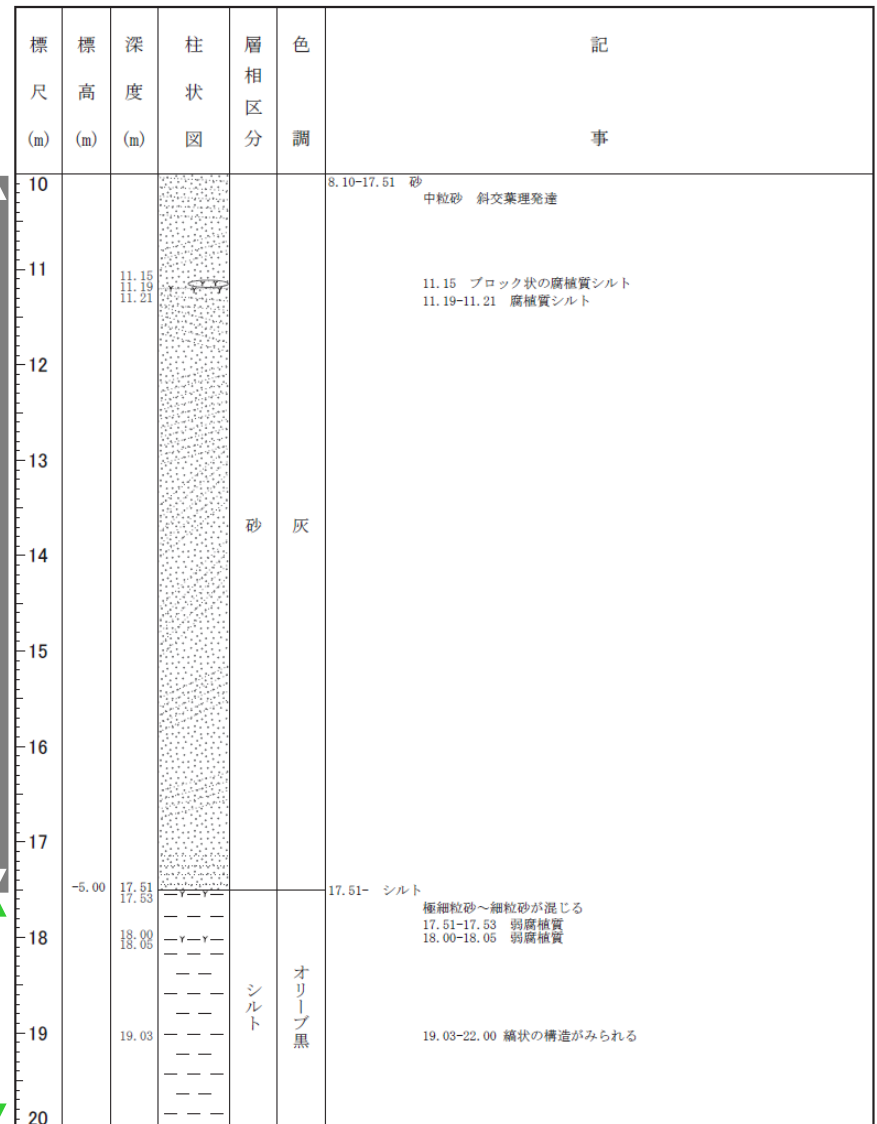 標尺(m)
標高(m)
深度(m)
柱状図
層相区分
色調
記事
10
8.10-17.51 砂
中粒砂 斜交葉理発達
11
11.15
11.19
11.21
11.15 ブロック状の腐植質シルト
11.19-11.21 腐植質シルト
12
13
砂
灰
14
15
16
17
-5.00
17.51
17.53
17.51- シルト
極細粒砂～細粒砂が混じる
17.51-17.53 弱腐植質
18.00-18.05 弱腐植質
18
18.00
18.05
シルト
オリーブ黒
19
19.03
19.03-22.00 縞状の構造がみられる
20